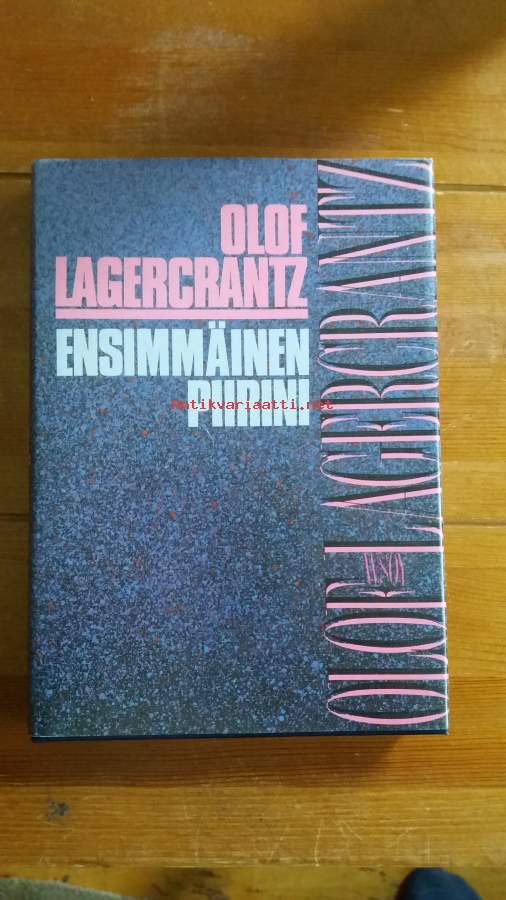 OLOF
LAGERCRANTZ
ENSIMMÄINEN
PIIRINI
antikvariaatti.net
OLOF LAGERCRANTZ
WSOY